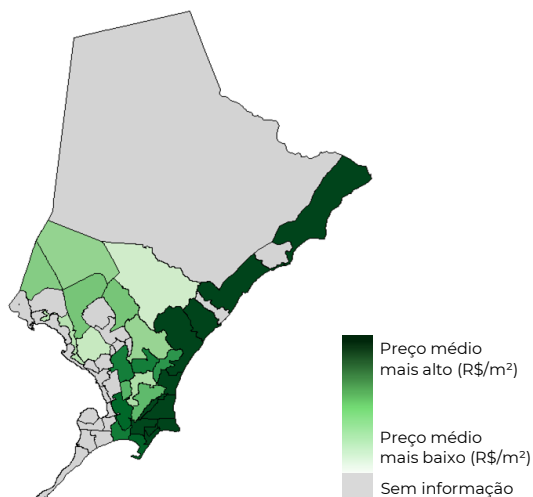 Preço médio
mais alto (R$/m²)
Preço médio
mais baixo (R$/m²)
Sem informação